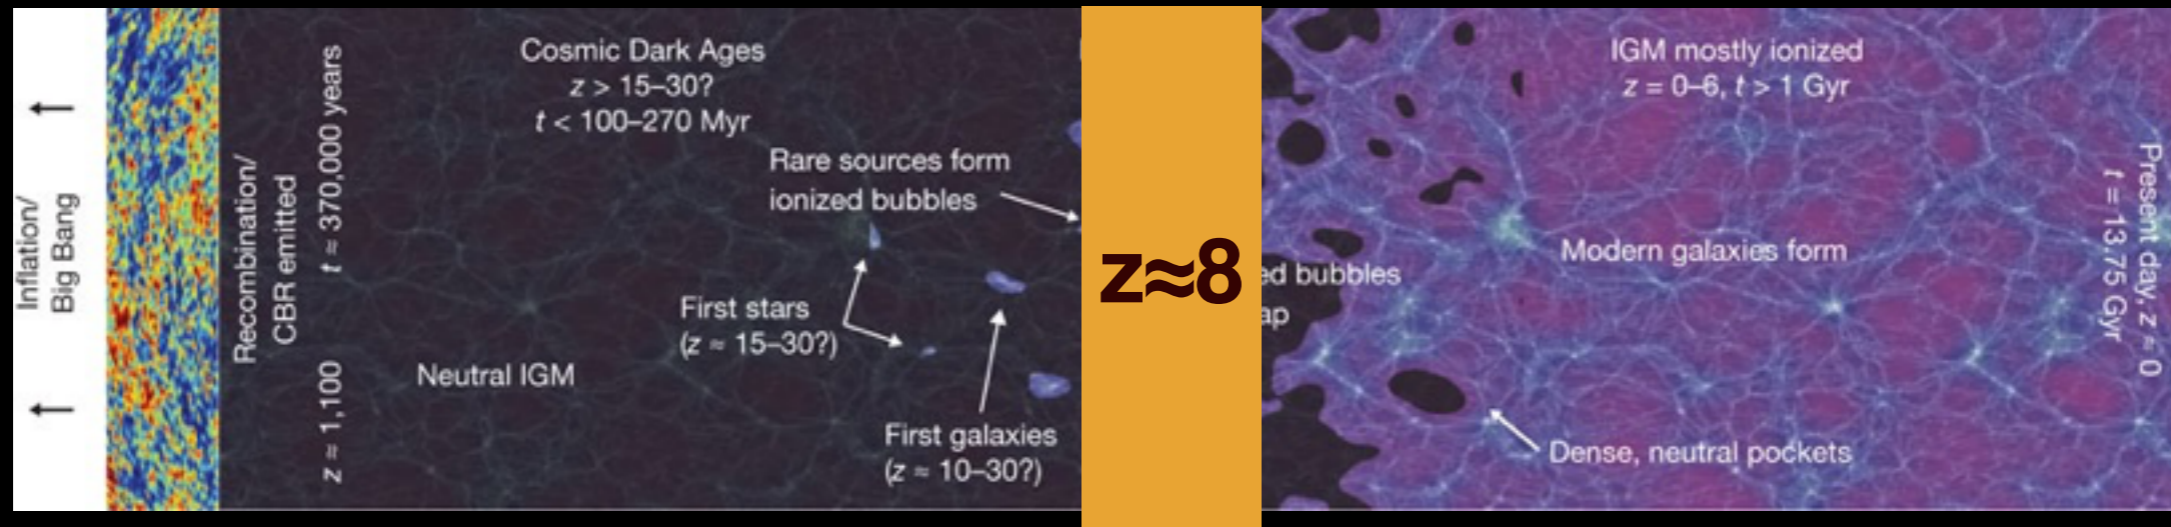 Inflation/
Big Bang
Recombination/
CBR emitted
z ≈ 1,100
t ≈ 370,000 years
Cosmic Dark Ages
z > 15–30?
t < 100–270 Myr
Rare sources form
ionized bubbles
First stars
(z ≈ 15–30?)
Neutral IGM
First galaxies
(z ≈ 10–30?)
z≈8
ed bubbles
ap
IGM mostly ionized
z = 0–6, t > 1 Gyr
Modern galaxies form
Dense, neutral pockets
Present day, z ≈ 0
t = 13.75 Gyr